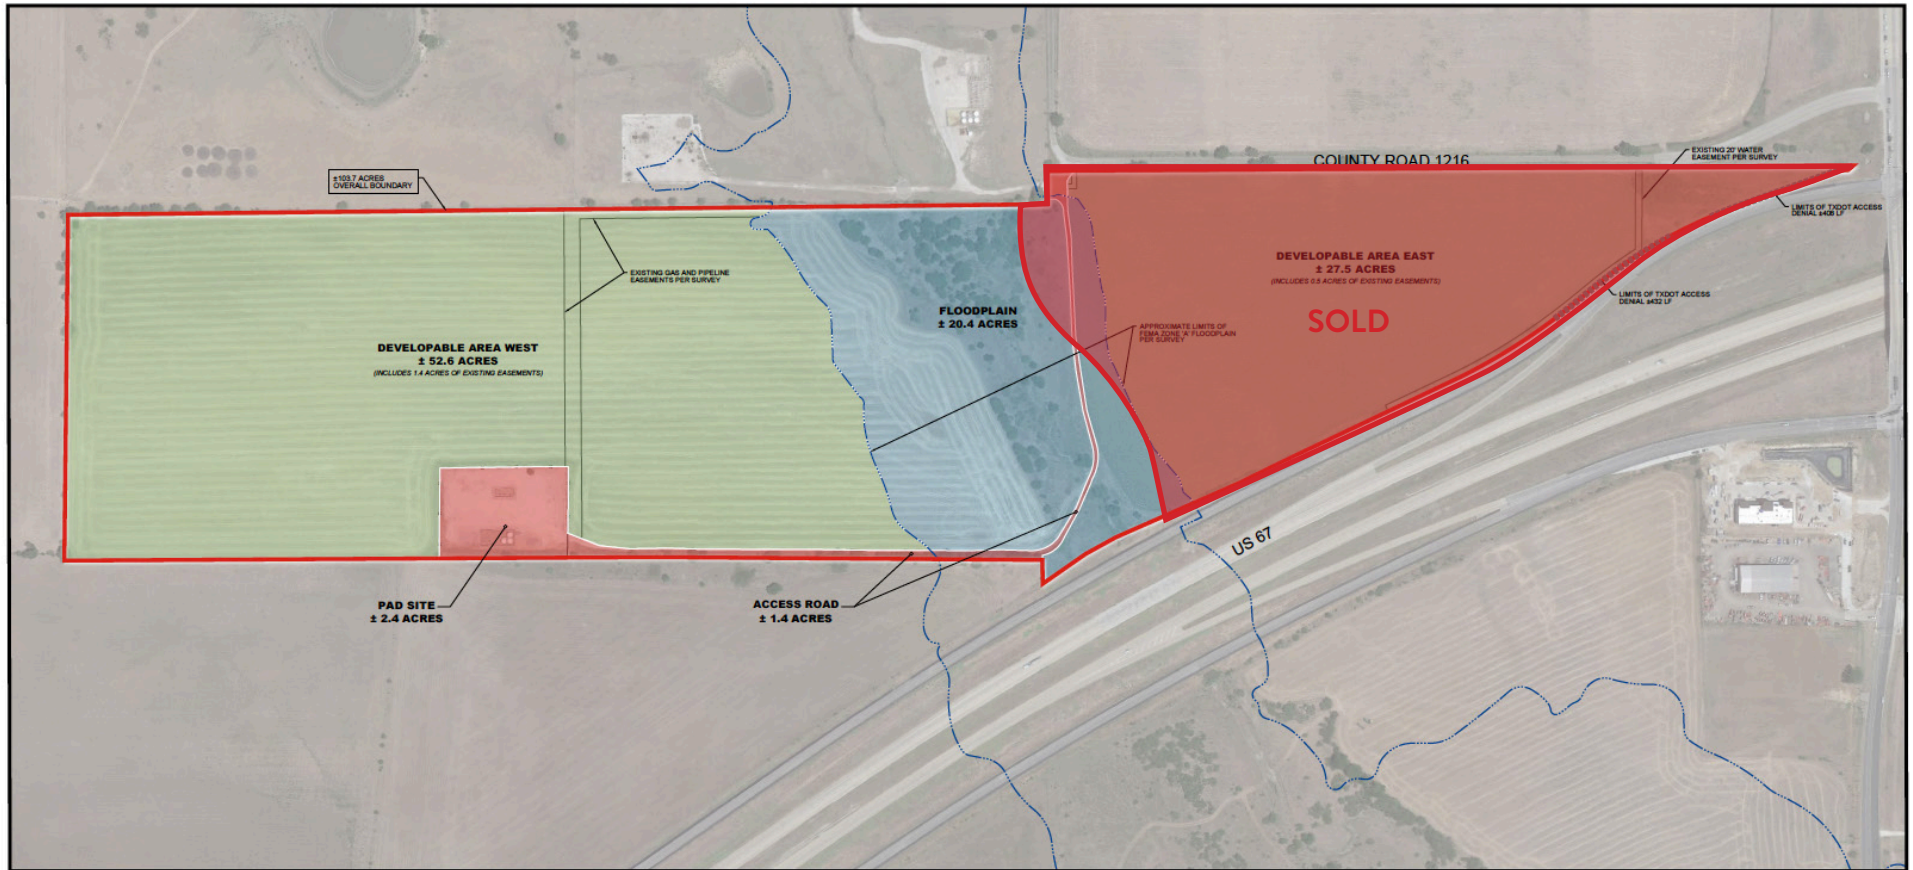 COUNTY ROAD 1216
EXISTING 20' WATER
EASEMENT PER SURVEY
±103.7 ACRES
OVERALL BOUNDARY
LIMITS OF TXDOT ACCESS
DENIAL ±408 LF
EXISTING GAS AND PIPELINE
EASEMENTS PER SURVEY
DEVELOPABLE AREA EAST
± 27.5 ACRES
(INCLUDES 0.5 ACRES OF EXISTING EASEMENTS)
LIMITS OF TXDOT ACCESS
DENIAL ±432 LF
FLOODPLAIN
± 20.4 ACRES
SOLD
APPROXIMATE LIMITS OF
FEMA ZONE 'A' FLOODPLAIN
PER SURVEY
DEVELOPABLE AREA WEST
± 52.6 ACRES
(INCLUDES 1.4 ACRES OF EXISTING EASEMENTS)
US 67
PAD SITE
± 2.4 ACRES
ACCESS ROAD
± 1.4 ACRES